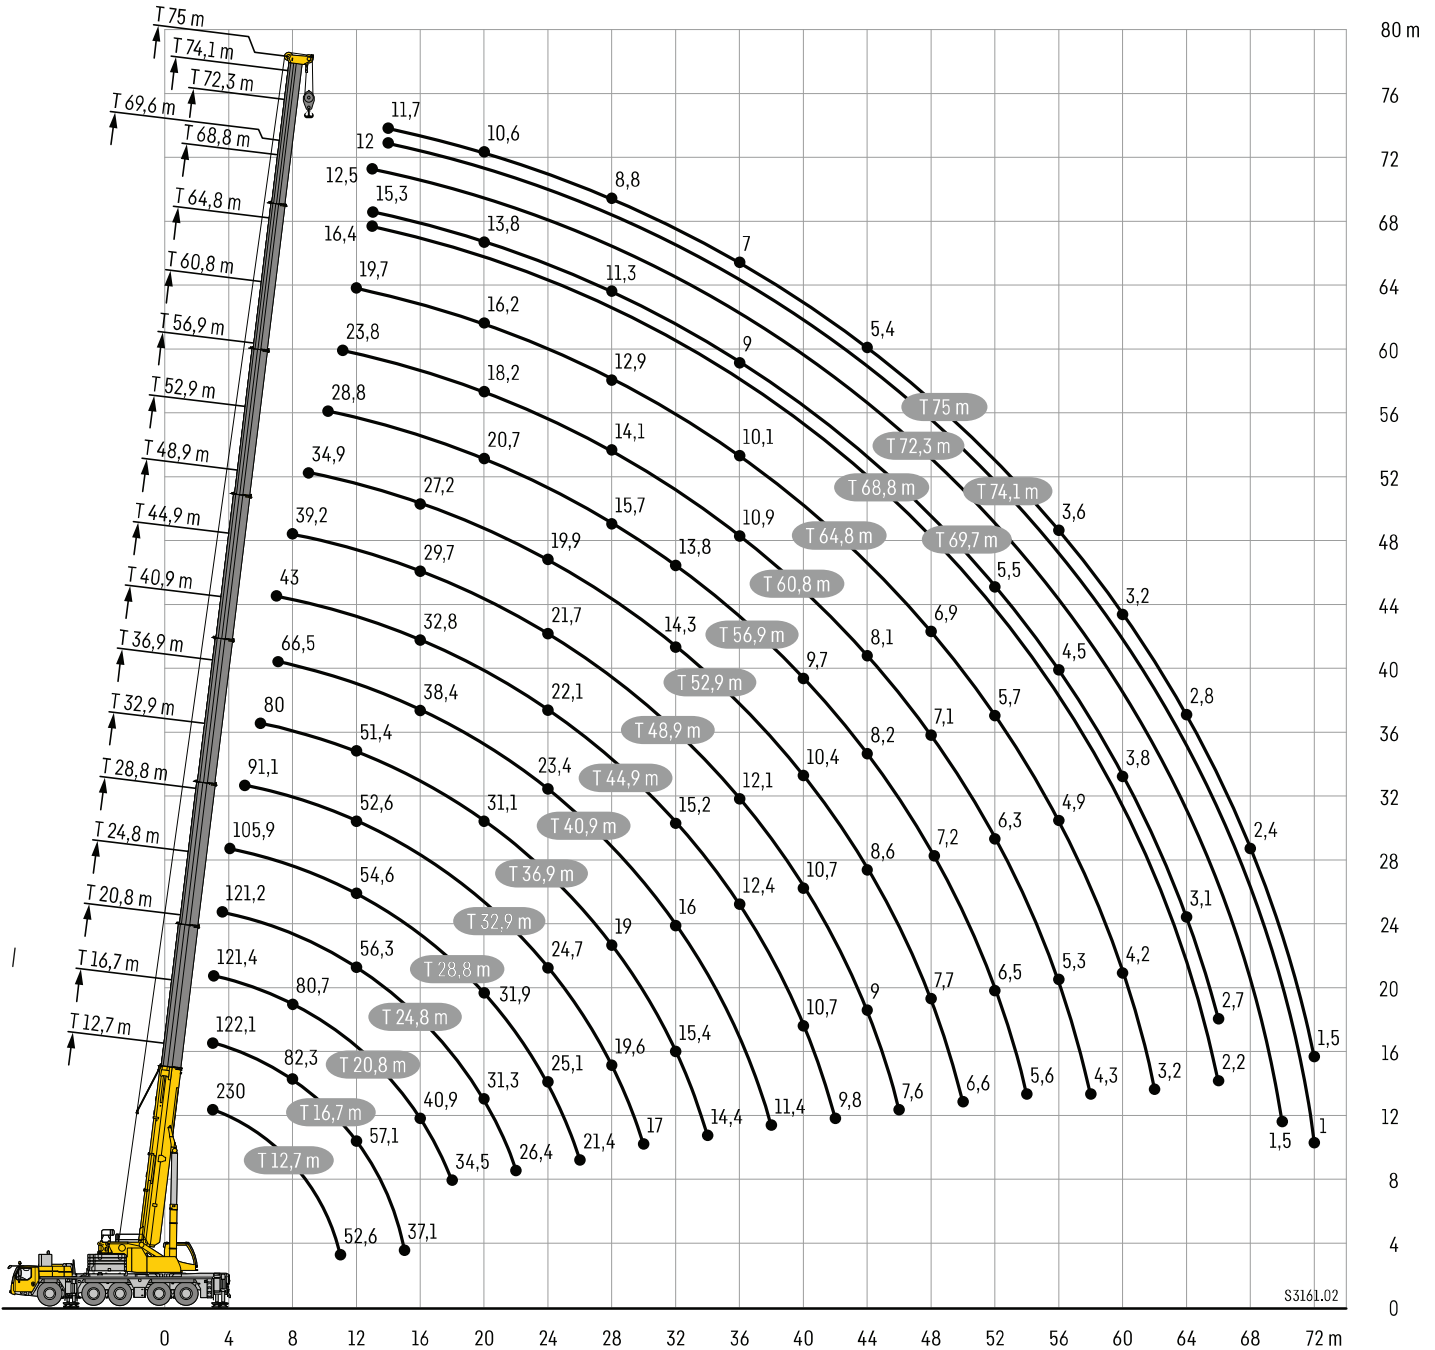 T 75 m
T 74,1 m
T 72,3 m
T 69,6 m
T 68,8 m
T 64,8 m
T 60,8 m
T 56,9 m
T 52,9 m
T 48,9 m
T 44,9 m
T 40,9 m
T 36,9 m
T 32,9 m
T 28,8 m
T 24,8 m
T 20,8 m
T 16,7 m
T 12,7 m
11,7 10,6 8,8 7 5,4 3,6 3,2 2,8 2,4 1,5
12 1
12,5 1,5
15,3 13,8 11,3 9 5,5 4,5 3,8 3,1 2,7
16,4 2,2
19,7 16,2 12,9 10,1 6,9 5,7 4,9 4,2 3,2
23,8 18,2 14,1 10,9 8,1 7,1 6,3 5,3 4,3
28,8 20,7 15,7 13,8 9,7 8,2 7,2 6,5 5,6
34,9 27,2 19,9 14,3 10,4 8,6 7,7 6,6
39,2 29,7 21,7 12,1 10,7 9 7,6
43 32,8 22,1 15,2 12,4 10,7 9,8
66,5 38,4 23,4 16 11,4
80 51,4 31,1 19 15,4 14,4
91,1 52,6 24,7 19,6 17
105,9 54,6 31,9 25,1 21,4
121,2 56,3 31,3 26,4
121,4 80,7 40,9 34,5
122,1 82,3 57,1 37,1
230 52,6
T 75 m
T 72,3 m
T 68,8 m
T 74,1 m
T 64,8 m
T 69,7 m
T 60,8 m
T 56,9 m
T 52,9 m
T 48,9 m
T 44,9 m
T 40,9 m
T 36,9 m
T 32,9 m
T 28,8 m
T 24,8 m
T 20,8 m
T 16,7 m
T 12,7 m
80 m
76
72
68
64
60
56
52
48
44
40
36
32
28
24
20
16
12
8
4
0
S3161.02
0 4 8 12 16 20 24 28 32 36 40 44 48 52 56 60 64 68 72 m